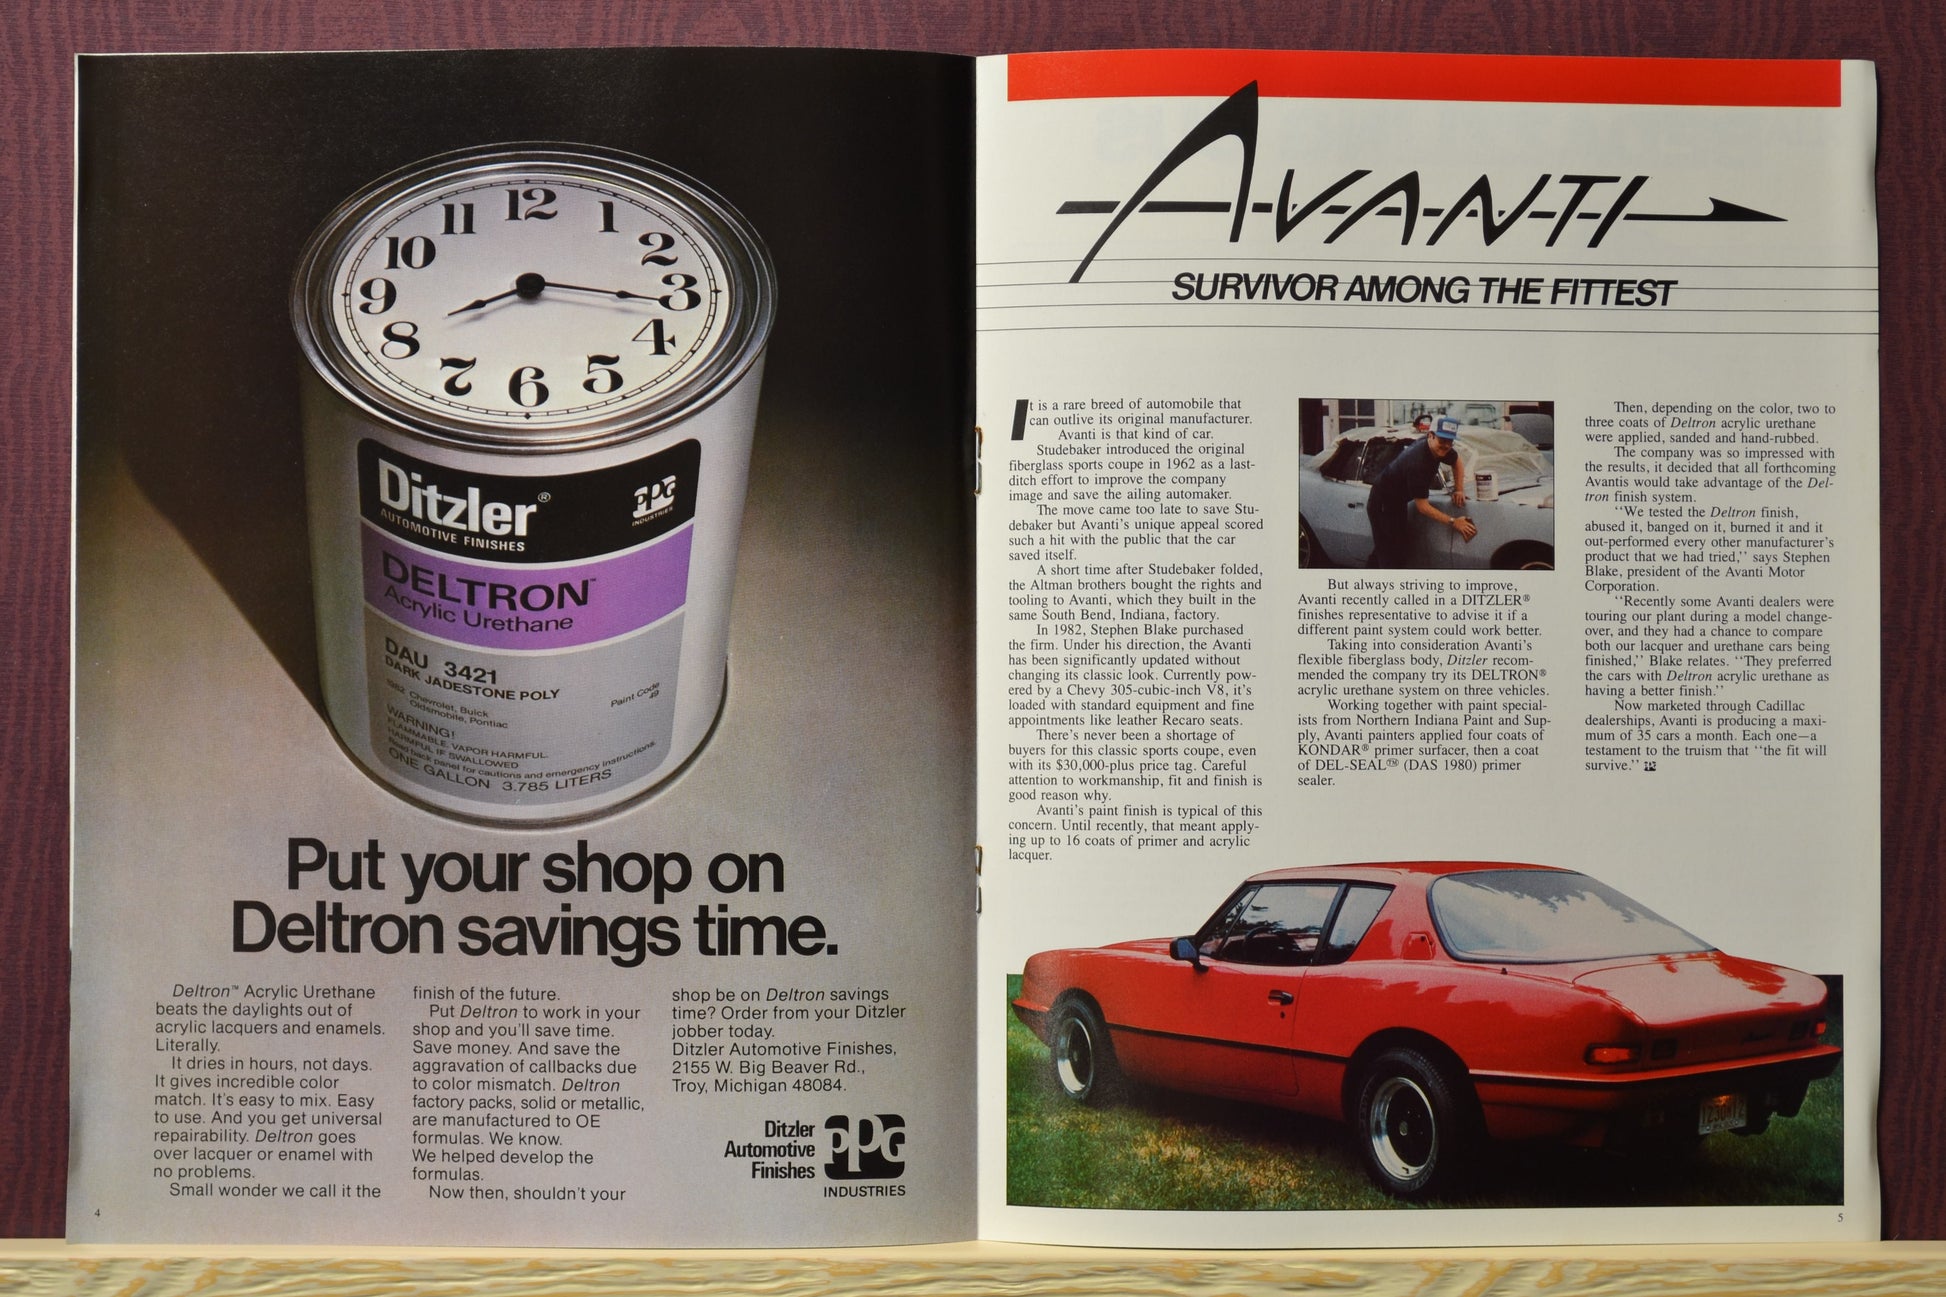 12
1
2
3
4
5
6
7
8
9
10
11
Ditzler®
AUTOMOTIVE FINISHES
PPG
INDUSTRIES
DELTRON™
Acrylic Urethane
DAU 3421
DARK JADESTONE POLY
1982 Chevrolet, Buick
Oldsmobile, Pontiac
Paint Code
49
WARNING!
FLAMMABLE. VAPOR HARMFUL.
HARMFUL IF SWALLOWED
Read back panel for cautions and emergency instructions.
ONE GALLON 3.785 LITERS
Put your shop on
Deltron savings time.
Deltron™ Acrylic Urethane
beats the daylights out of
acrylic lacquers and enamels.
Literally.
It dries in hours, not days.
It gives incredible color
match. It's easy to mix. Easy
to use. And you get universal
repairability. Deltron goes
over lacquer or enamel with
no problems.
Small wonder we call it the
finish of the future.
Put Deltron to work in your
shop and you'll save time.
Save money. And save the
aggravation of callbacks due
to color mismatch. Deltron
factory packs, solid or metallic,
are manufactured to OE
formulas. We know.
We helped develop the
formulas.
Now then, shouldn't your
shop be on Deltron savings
time? Order from your Ditzler
jobber today.
Ditzler Automotive Finishes,
2155 W. Big Beaver Rd.,
Troy, Michigan 48084.
Ditzler
Automotive
Finishes
PPG
INDUSTRIES
4
AVANTI
SURVIVOR AMONG THE FITTEST
It is a rare breed of automobile that
can outlive its original manufacturer.
Avanti is that kind of car.
Studebaker introduced the original
fiberglass sports coupe in 1962 as a last-
ditch effort to improve the company
image and save the ailing automaker.
The move came too late to save Stu-
debaker but Avanti's unique appeal scored
such a hit with the public that the car
saved itself.
A short time after Studebaker folded,
the Altman brothers bought the rights and
tooling to Avanti, which they built in the
same South Bend, Indiana, factory.
In 1982, Stephen Blake purchased
the firm. Under his direction, the Avanti
has been significantly updated without
changing its classic look. Currently pow-
ered by a Chevy 305-cubic-inch V8, it's
loaded with standard equipment and fine
appointments like leather Recaro seats.
There's never been a shortage of
buyers for this classic sports coupe, even
with its $30,000-plus price tag. Careful
attention to workmanship, fit and finish is
good reason why.
Avanti's paint finish is typical of this
concern. Until recently, that meant apply-
ing up to 16 coats of primer and acrylic
lacquer.
But always striving to improve,
Avanti recently called in a DITZLER®
finishes representative to advise it if a
different paint system could work better.
Taking into consideration Avanti's
flexible fiberglass body, Ditzler recom-
mended the company try its DELTRON®
acrylic urethane system on three vehicles.
Working together with paint special-
ists from Northern Indiana Paint and Sup-
ply, Avanti painters applied four coats of
KONDAR® primer surfacer, then a coat
of DEL-SEAL™ (DAS 1980) primer
sealer.
Then, depending on the color, two to
three coats of Deltron acrylic urethane
were applied, sanded and hand-rubbed.
The company was so impressed with
the results, it decided that all forthcoming
Avantis would take advantage of the Del-
tron finish system.
"We tested the Deltron finish,
abused it, banged on it, burned it and it
out-performed every other manufacturer's
product that we had tried," says Stephen
Blake, president of the Avanti Motor
Corporation.
"Recently some Avanti dealers were
touring our plant during a model change-
over, and they had a chance to compare
both our lacquer and urethane cars being
finished," Blake relates. "They preferred
the cars with Deltron acrylic urethane as
having a better finish."
Now marketed through Cadillac
dealerships, Avanti is producing a maxi-
mum of 35 cars a month. Each one—a
testament to the truism that "the fit will
survive."
5